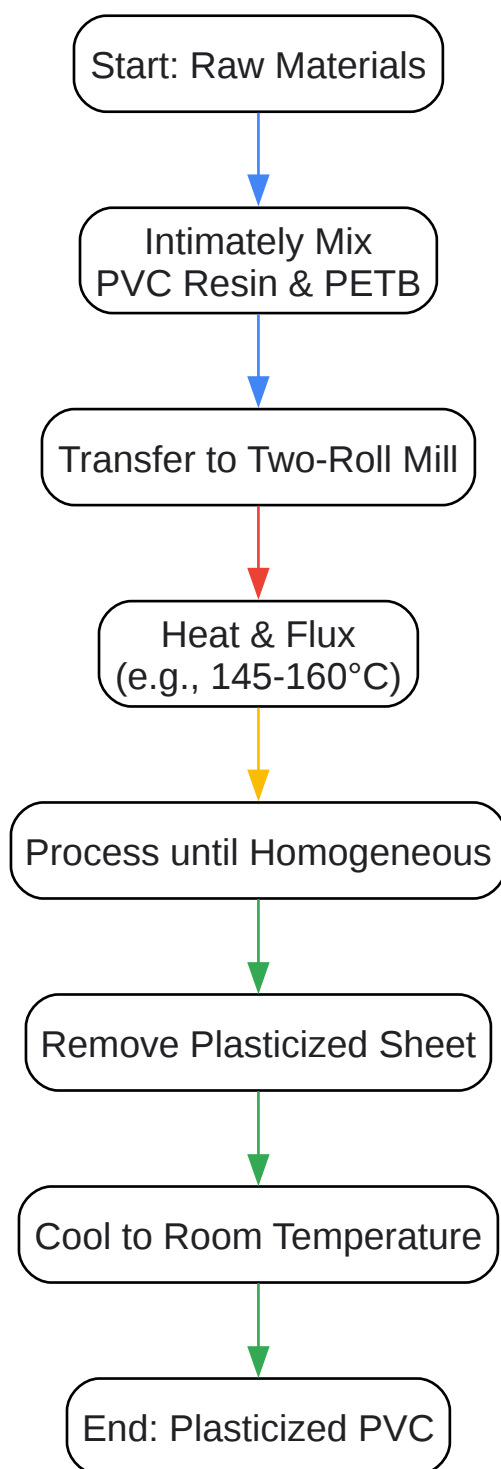 Start: Raw Materials
Intimately Mix
PVC Resin & PETB
Transfer to Two-Roll Mill
Heat & Flux
(e.g., 145-160°C)
Process until Homogeneous
Remove Plasticized Sheet
Cool to Room Temperature
End: Plasticized PVC